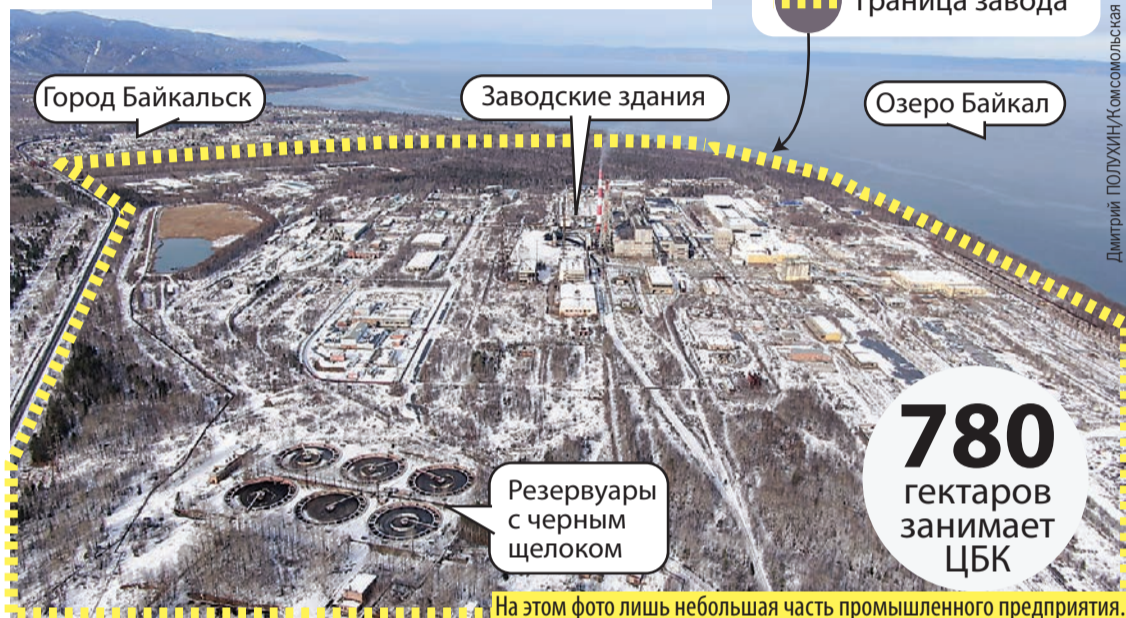 граница завода
Город Байкальск
Заводские здания
Озеро Байкал
Дмитрий ПОЛУХИН/Комсомольская
780
гектаров
занимает
ЦБК
Резервуары
с черным
щелоком
На этом фото лишь небольшая часть промышленного предприятия.